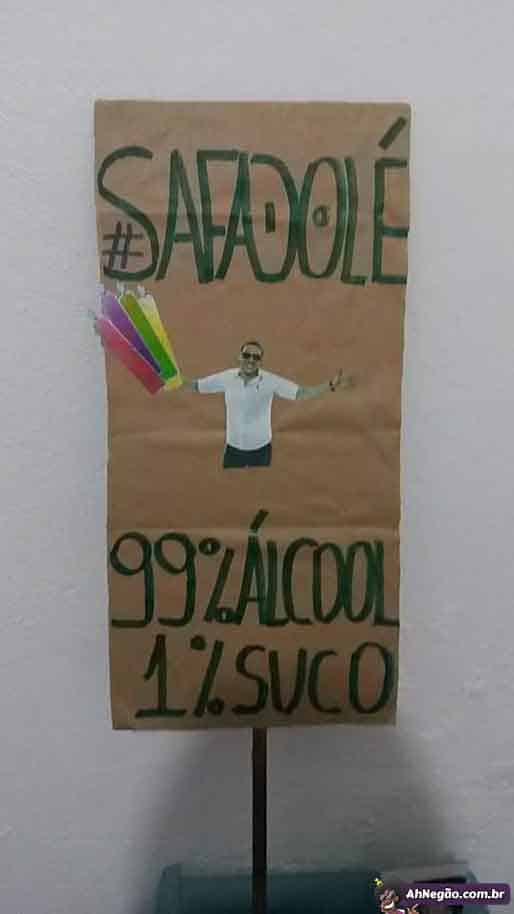 #SAFADOLÉ
99% ÁLCOOL
1% SUCO
AhNegão.com.br